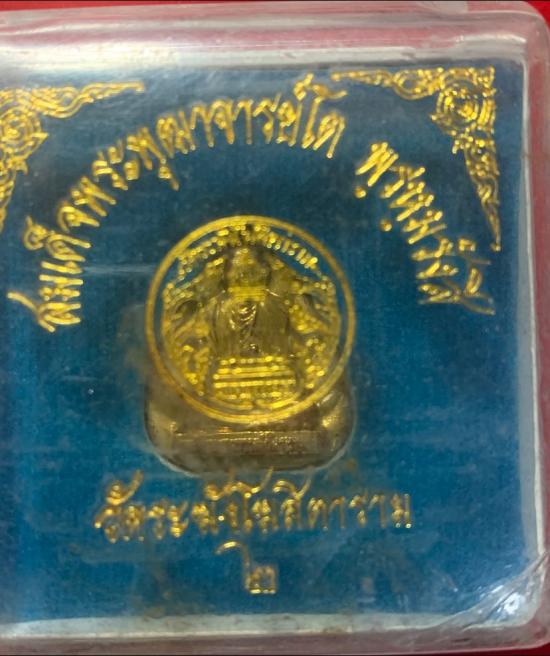 สมเด็จพระพุฒาจารย์โต พรหมรังสี
วัดระฆังโฆสิตาราม